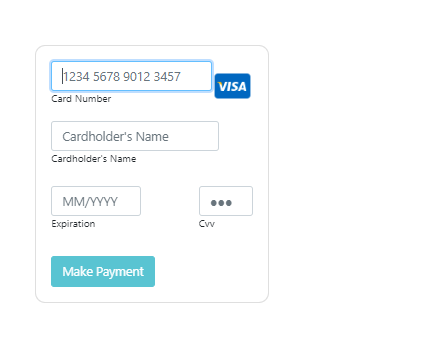 1234 5678 9012 3457
VISA
Card Number
Cardholder's Name
Cardholder's Name
MM/YYYY
●●●
Expiration
Cvv
Make Payment